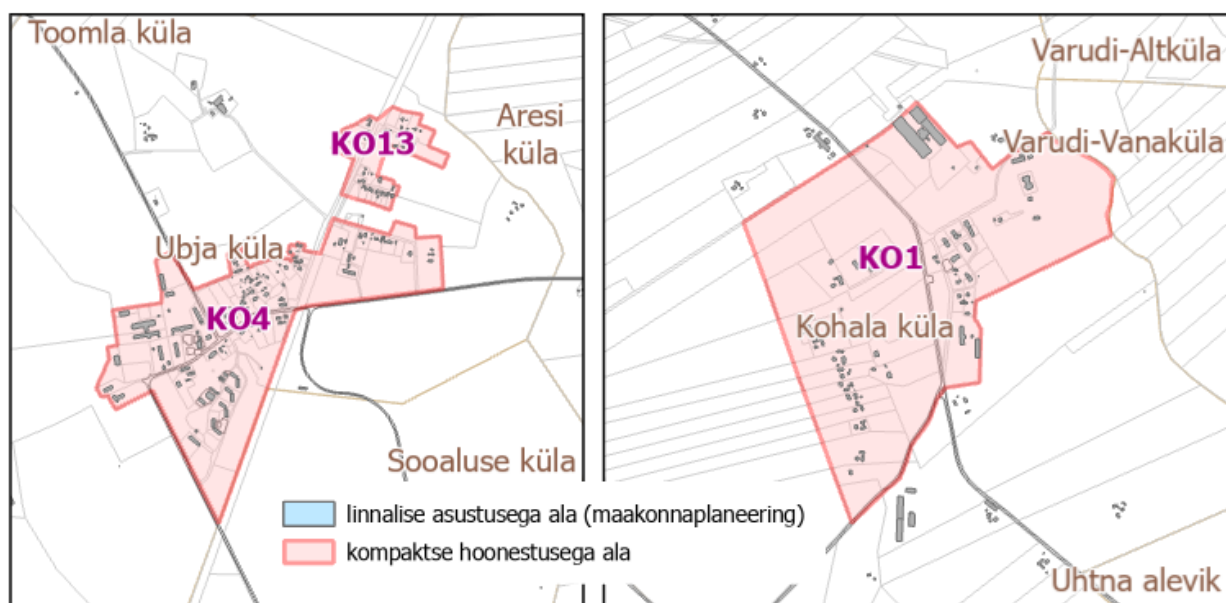 Toomla küla
KO13
Aresi
küla
Ubja küla
KO4
Sooaluse küla
Varudi-Altküla
Varudi-Vanaküla
KO1
Kohala küla
Uhtna alevik
linnalise asustusega ala (maakonnaplaneering)
kompaktse hoonestusega ala